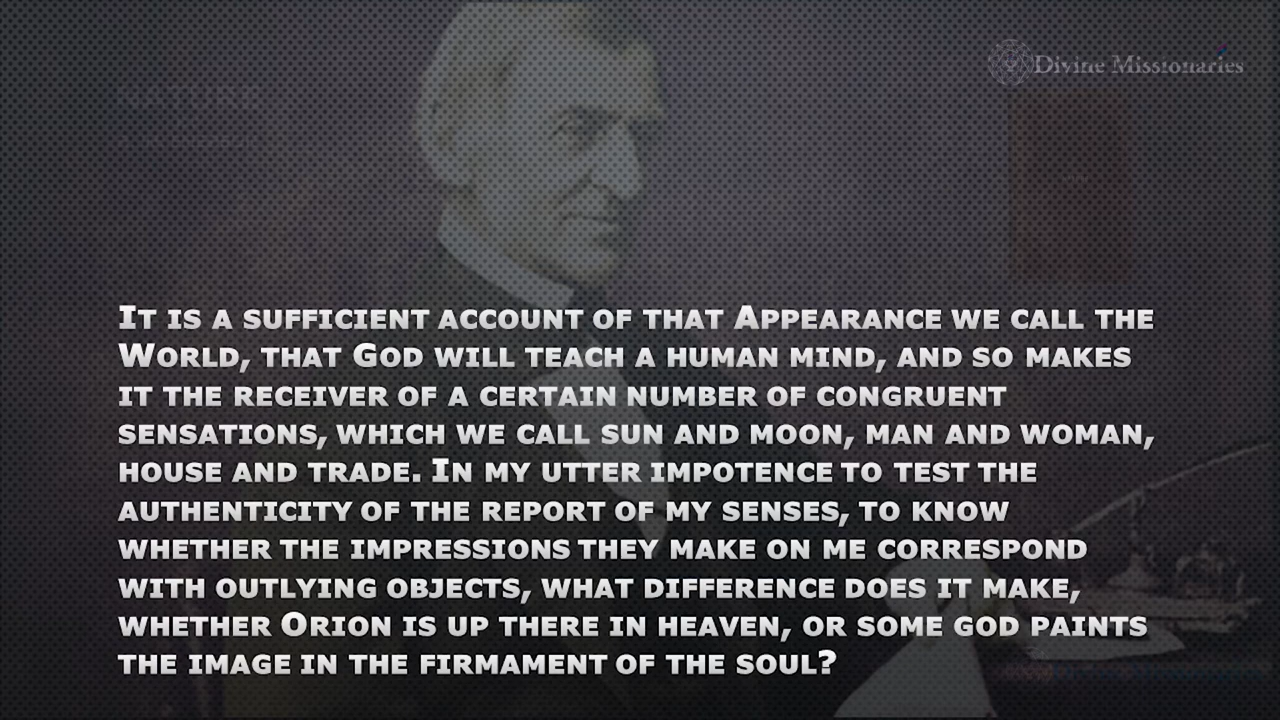 Divine Missionaries
NATURE
IT IS A SUFFICIENT ACCOUNT OF THAT APPEARANCE WE CALL THE
WORLD, THAT GOD WILL TEACH A HUMAN MIND, AND SO MAKES
IT THE RECEIVER OF A CERTAIN NUMBER OF CONGRUENT
SENSATIONS, WHICH WE CALL SUN AND MOON, MAN AND WOMAN,
HOUSE AND TRADE. IN MY UTTER IMPOTENCE TO TEST THE
AUTHENTICITY OF THE REPORT OF MY SENSES, TO KNOW
WHETHER THE IMPRESSIONS THEY MAKE ON ME CORRESPOND
WITH OUTLYING OBJECTS, WHAT DIFFERENCE DOES IT MAKE,
WHETHER ORION IS UP THERE IN HEAVEN, OR SOME GOD PAINTS
THE IMAGE IN THE FIRMAMENT OF THE SOUL?